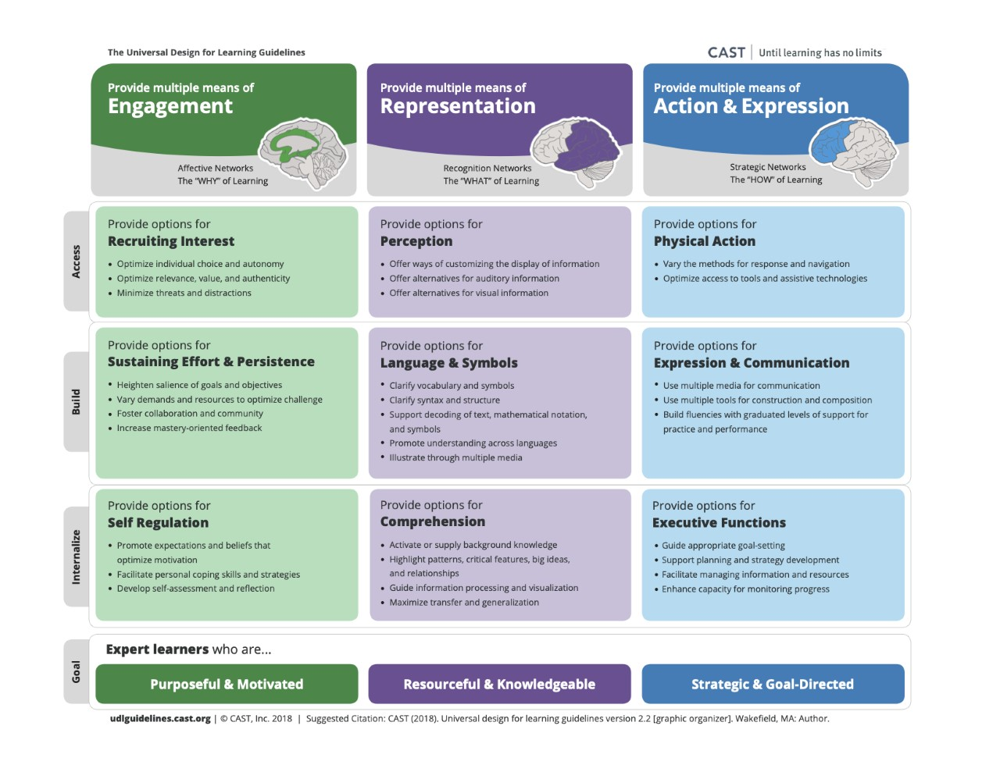 The Universal Design for Learning Guidelines
CAST | Until learning has no limits
Provide multiple means of
Engagement
Affective Networks
The “WHY” of Learning
Provide multiple means of
Representation
Recognition Networks
The “WHAT” of Learning
Provide multiple means of
Action & Expression
Strategic Networks
The “HOW” of Learning
Access
Provide options for
Recruiting Interest
• Optimize individual choice and autonomy
• Optimize relevance, value, and authenticity
• Minimize threats and distractions
Provide options for
Perception
• Offer ways of customizing the display of information
• Offer alternatives for auditory information
• Offer alternatives for visual information
Provide options for
Physical Action
• Vary the methods for response and navigation
• Optimize access to tools and assistive technologies
Build
Provide options for
Sustaining Effort & Persistence
• Heighten salience of goals and objectives
• Vary demands and resources to optimize challenge
• Foster collaboration and community
• Increase mastery-oriented feedback
Provide options for
Language & Symbols
• Clarify vocabulary and symbols
• Clarify syntax and structure
• Support decoding of text, mathematical notation,
and symbols
• Promote understanding across languages
• Illustrate through multiple media
Provide options for
Expression & Communication
• Use multiple media for communication
• Use multiple tools for construction and composition
• Build fluencies with graduated levels of support for
practice and performance
Internalize
Provide options for
Self Regulation
• Promote expectations and beliefs that
optimize motivation
• Facilitate personal coping skills and strategies
• Develop self-assessment and reflection
Provide options for
Comprehension
• Activate or supply background knowledge
• Highlight patterns, critical features, big ideas,
and relationships
• Guide information processing and visualization
• Maximize transfer and generalization
Provide options for
Executive Functions
• Guide appropriate goal-setting
• Support planning and strategy development
• Facilitate managing information and resources
• Enhance capacity for monitoring progress
Goal
Expert learners who are...
Purposeful & Motivated
Resourceful & Knowledgeable
Strategic & Goal-Directed
udlguidelines.cast.org | © CAST, Inc. 2018 | Suggested Citation: CAST (2018). Universal design for learning guidelines version 2.2 [graphic organizer]. Wakefield, MA: Author.